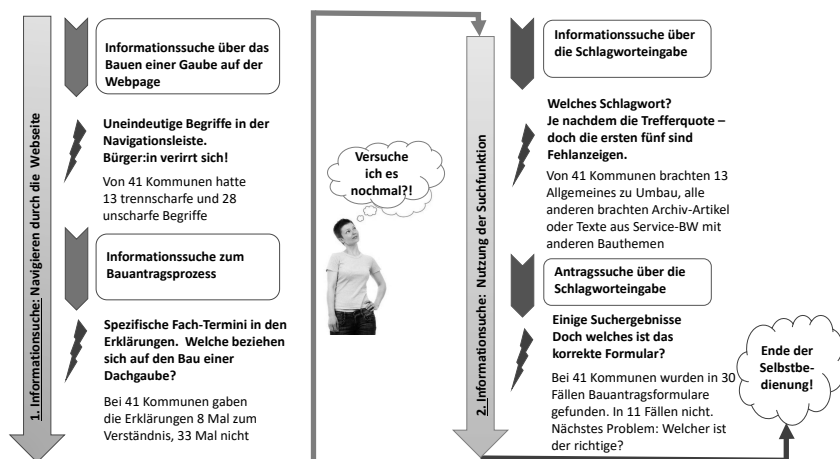 1. Informationsuche: Navigieren durch die Webseite
Informationssuche über das
Bauen einer Gaube auf der
Webpage
Uneindeutige Begriffe in der
Navigationsleiste.
Bürger:in verirrt sich!
Von 41 Kommunen hatte
13 trennscharfe und 28
unscharfe Begriffe
Informationssuche zum
Bauantragsprozess
Spezifische Fach-Termini in den
Erklärungen. Welche beziehen
sich auf den Bau einer
Dachgaube?
Bei 41 Kommunen gaben
die Erklärungen 8 Mal zum
Verständnis, 33 Mal nicht
Versuche
ich es
nochmal?!
2. Informationsuche: Nutzung der Suchfunktion
Informationssuche über
die Schlagworteingabe
Welches Schlagwort?
Je nachdem die Trefferquote –
doch die ersten fünf sind
Fehlanzeigen.
Von 41 Kommunen brachten 13
Allgemeines zu Umbau, alle
anderen brachten Archiv-Artikel
oder Texte aus Service-BW mit
anderen Bauthemen
Antragssuche über die
Schlagworteingabe
Einige Suchergebnisse
Doch welches ist das
korrekte Formular?
Bei 41 Kommunen wurden in 30
Fällen Bauantragsformulare
gefunden. In 11 Fällen nicht.
Nächstes Problem: Welcher ist
der richtige?
Ende der
Selbstbe-
dienung!